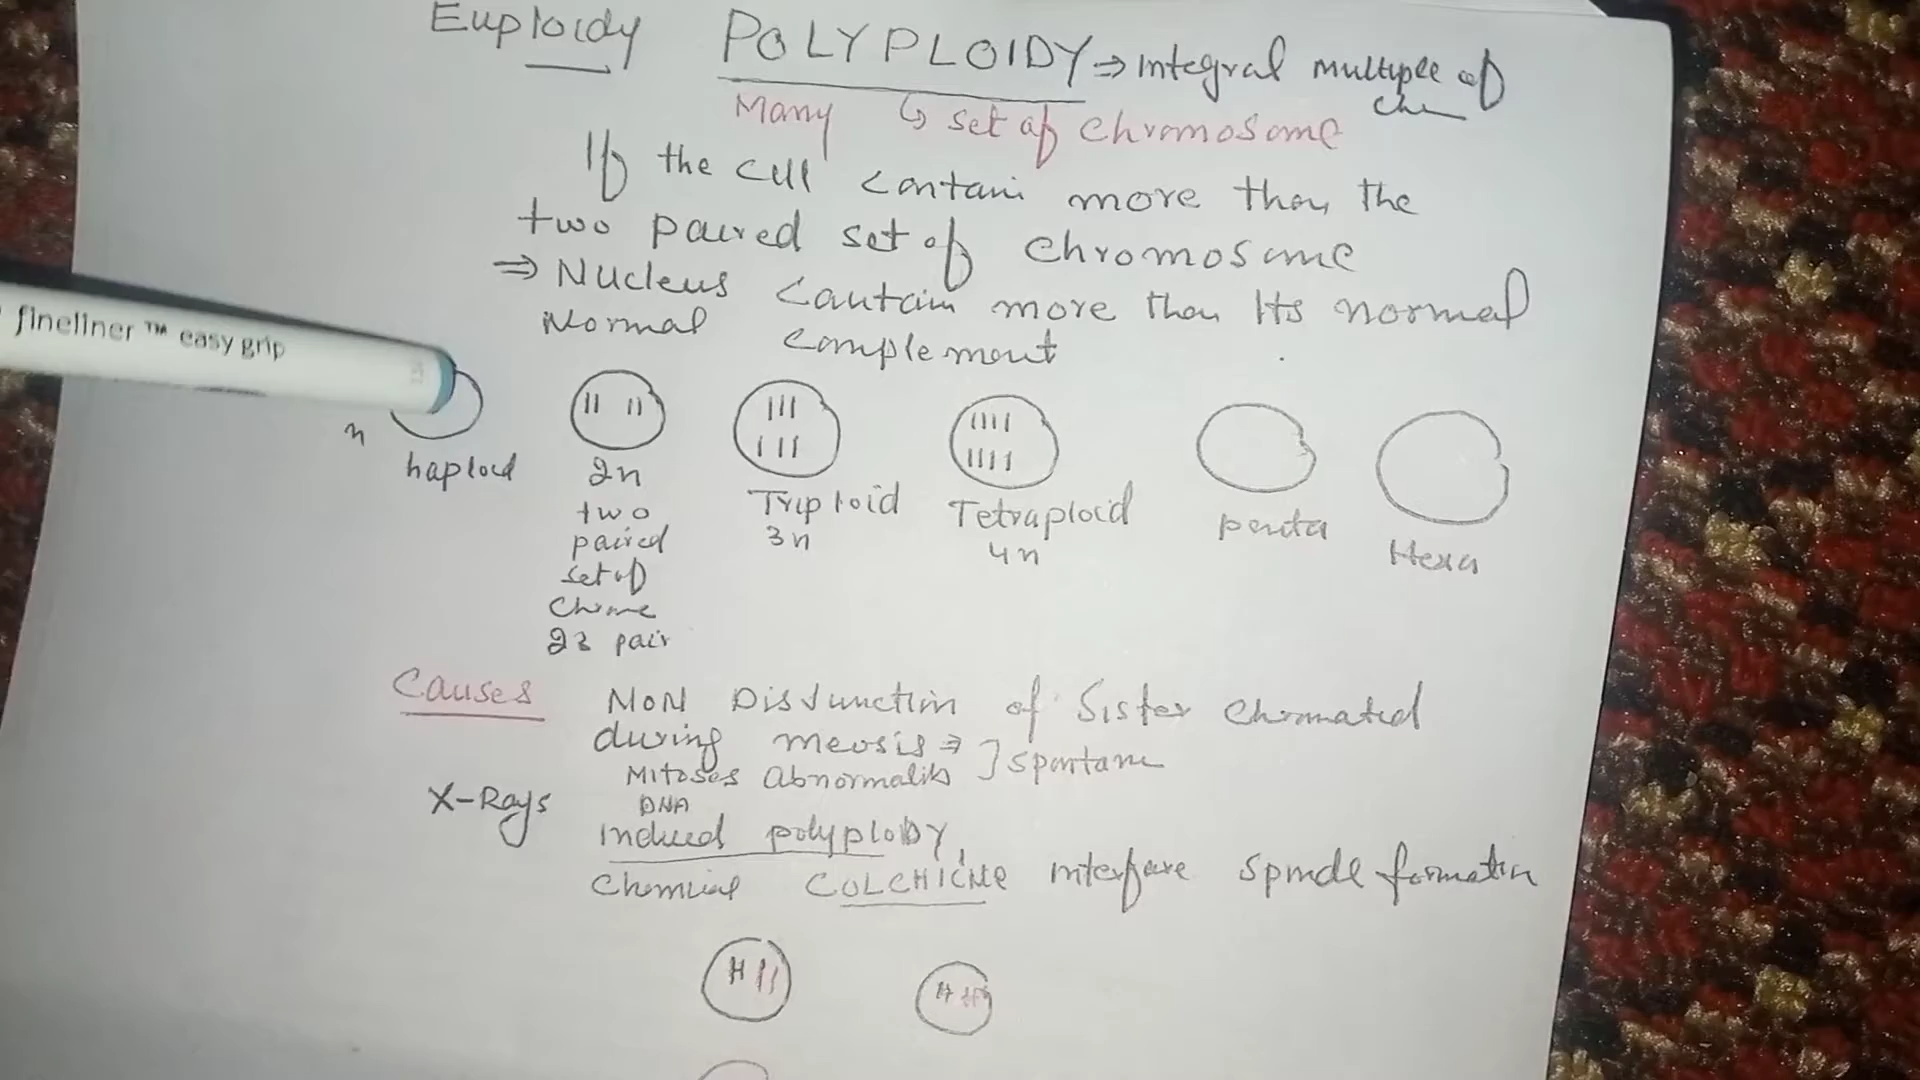 Euploidy POLYPLOIDY ⇒ integral multiple of
Many ↳ set of chromosome
If the cell contain more than the
two paired set of chromosome
⇒ Nucleus contain more than Its normal
Normal complement
fineliner ™ easy grip
n haploid
2n
two
paired
set of
23 pair
Triploid
3n
Tetraploid
4n
penta
Hexa
Causes NON Disjunction of Sister Chromatid
during meosis ⇒
Mitoses Abnormalits ] spontane
X-Rays DNA
Induced polyploDY
Chemical COLCHICINE interfare spindle formation